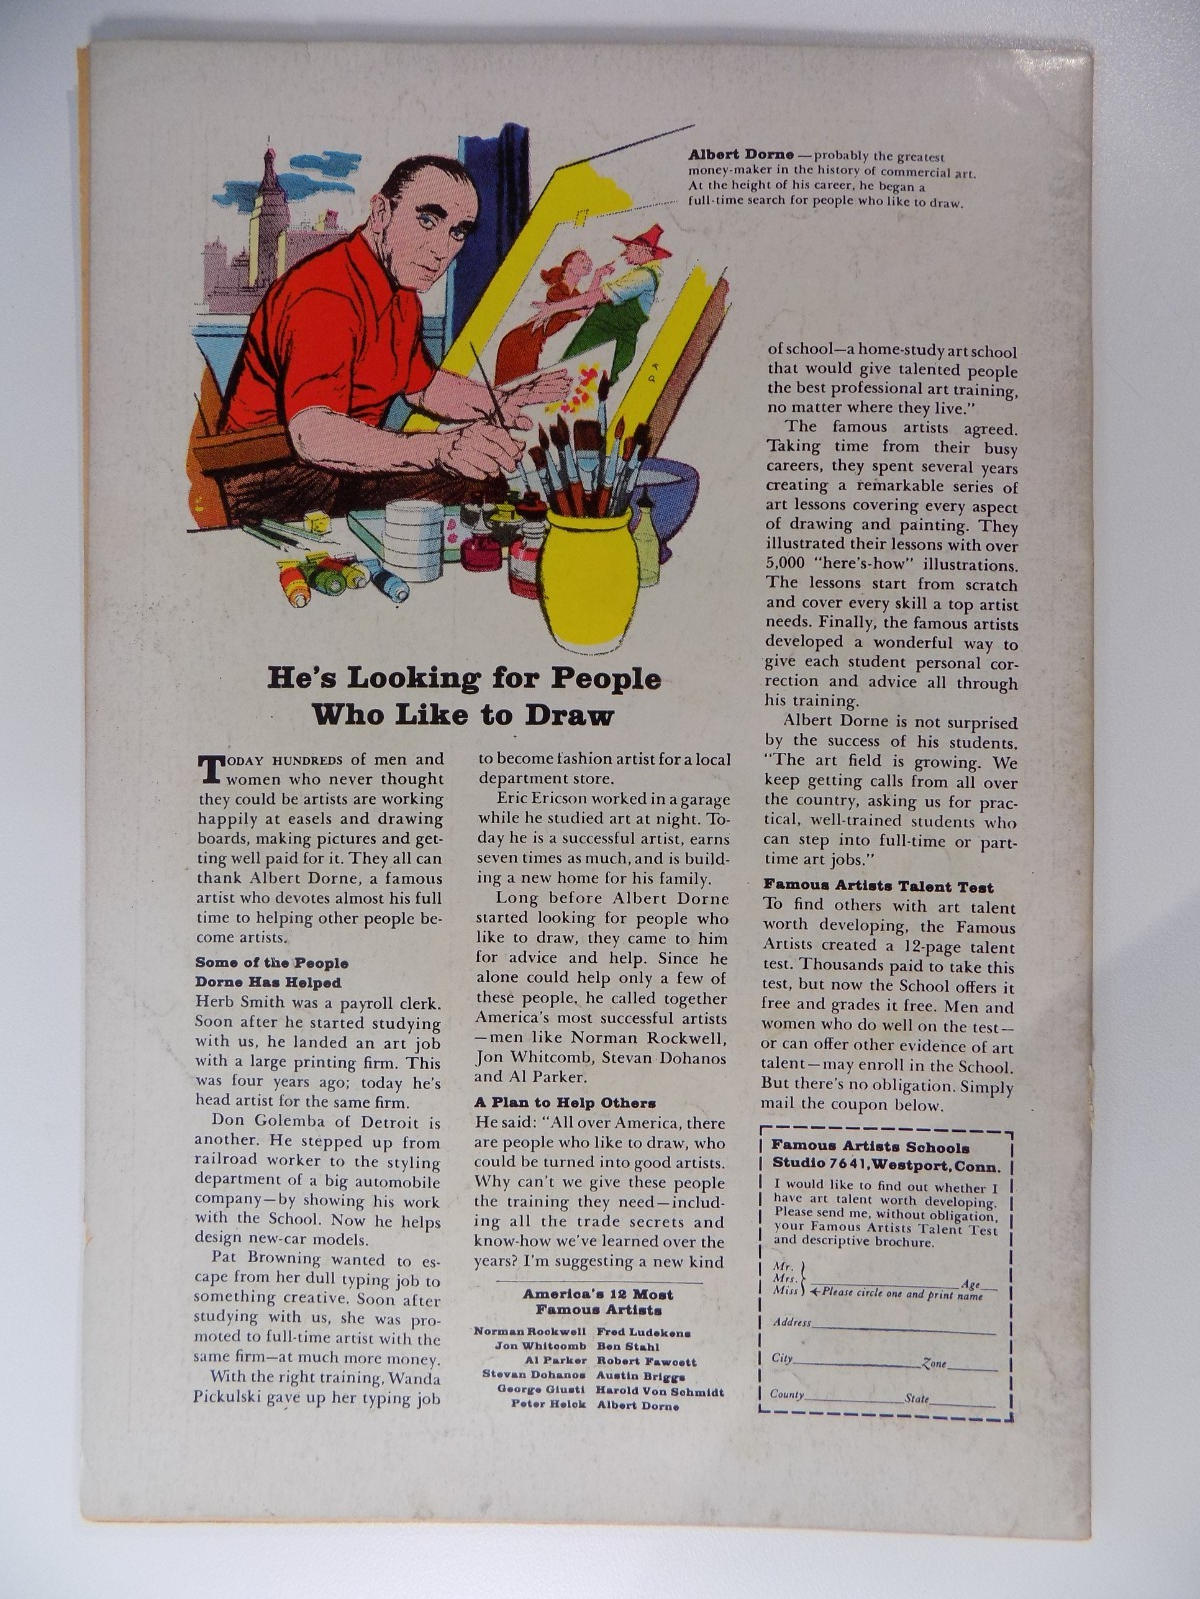 Albert Dorne — probably the greatest
money-maker in the history of commercial art.
At the height of his career, he began a
full-time search for people who like to draw.
He's Looking for People
Who Like to Draw
TODAY HUNDREDS of men and
women who never thought
they could be artists are working
happily at easels and drawing
boards, making pictures and get-
ting well paid for it. They all can
thank Albert Dorne, a famous
artist who devotes almost his full
time to helping other people be-
come artists.
Some of the People
Dorne Has Helped
Herb Smith was a payroll clerk.
Soon after he started studying
with us, he landed an art job
with a large printing firm. This
was four years ago; today he's
head artist for the same firm.
Don Golemba of Detroit is
another. He stepped up from
railroad worker to the styling
department of a big automobile
company—by showing his work
with the School. Now he helps
design new-car models.
Pat Browning wanted to es-
cape from her dull typing job to
something creative. Soon after
studying with us, she was pro-
moted to full-time artist with the
same firm—at much more money.
With the right training, Wanda
Pickulski gave up her typing job
to become fashion artist for a local
department store.
Eric Ericson worked in a garage
while he studied art at night. To-
day he is a successful artist, earns
seven times as much, and is build-
ing a new home for his family.
Long before Albert Dorne
started looking for people who
like to draw, they came to him
for advice and help. Since he
alone could help only a few of
these people, he called together
America's most successful artists
—men like Norman Rockwell,
Jon Whitcomb, Stevan Dohanos
and Al Parker.
A Plan to Help Others
He said: "All over America, there
are people who like to draw, who
could be turned into good artists.
Why can't we give these people
the training they need—includ-
ing all the trade secrets and
know-how we've learned over the
years? I'm suggesting a new kind
America's 12 Most
Famous Artists
Norman Rockwell Fred Ludekens
Jon Whitcomb Ben Stahl
Al Parker Robert Fawcett
Stevan Dohanos Austin Briggs
George Giusti Harold Von Schmidt
Peter Helck Albert Dorne
of school—a home-study art school
that would give talented people
the best professional art training,
no matter where they live."
The famous artists agreed.
Taking time from their busy
careers, they spent several years
creating a remarkable series of
art lessons covering every aspect
of drawing and painting. They
illustrated their lessons with over
5,000 "here's-how" illustrations.
The lessons start from scratch
and cover every skill a top artist
needs. Finally, the famous artists
developed a wonderful way to
give each student personal cor-
rection and advice all through
his training.
Albert Dorne is not surprised
by the success of his students.
"The art field is growing. We
keep getting calls from all over
the country, asking us for prac-
tical, well-trained students who
can step into full-time or part-
time art jobs."
Famous Artists Talent Test
To find others with art talent
worth developing, the Famous
Artists created a 12-page talent
test. Thousands paid to take this
test, but now the School offers it
free and grades it free. Men and
women who do well on the test—
or can offer other evidence of art
talent—may enroll in the School.
But there's no obligation. Simply
mail the coupon below.
Famous Artists Schools
Studio 7641, Westport, Conn.
I would like to find out whether I
have art talent worth developing.
Please send me, without obligation,
your Famous Artists Talent Test
and descriptive brochure.
Mr.
Mrs. Age
Miss Please circle one and print name
Address
City Zone
County State